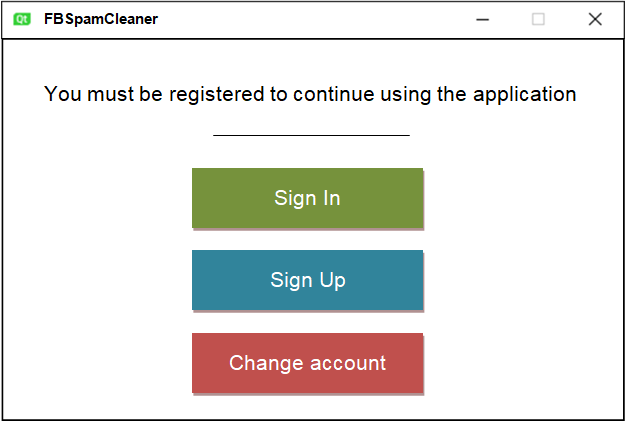 Qt FBSpamCleaner
You must be registered to continue using the application
Sign In
Sign Up
Change account